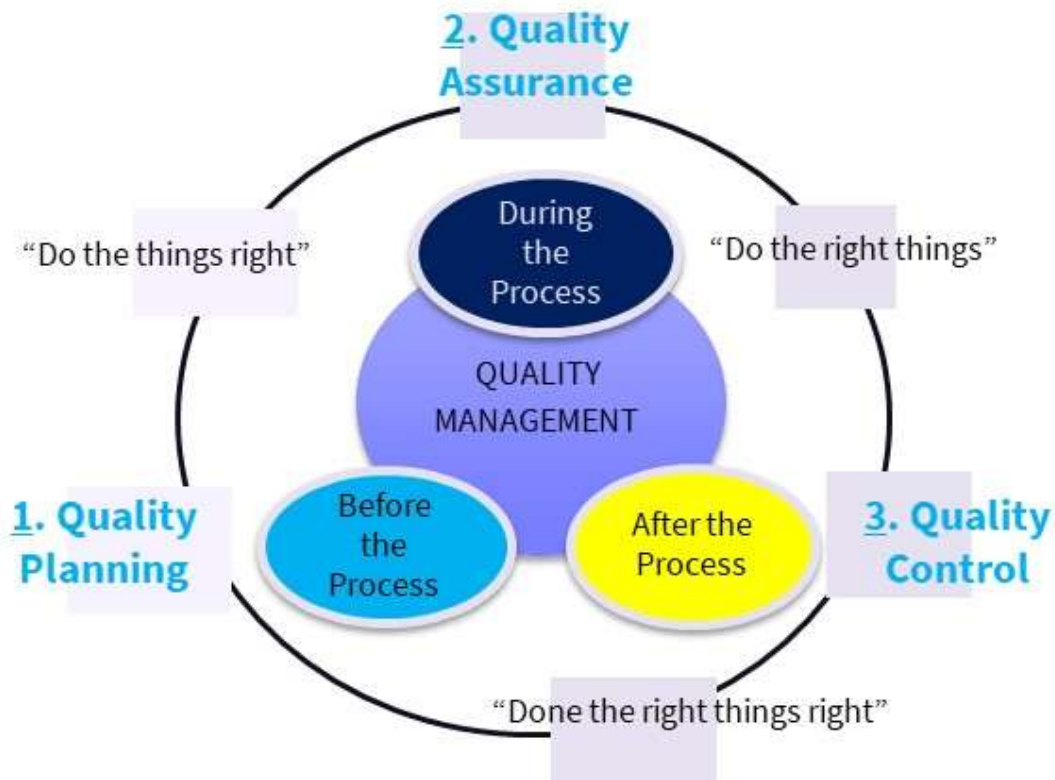 2. Quality
Assurance
During
the
Process
“Do the things right”
“Do the right things”
QUALITY
MANAGEMENT
1. Quality
Planning
Before
the
Process
After the
Process
3. Quality
Control
“Done the right things right”